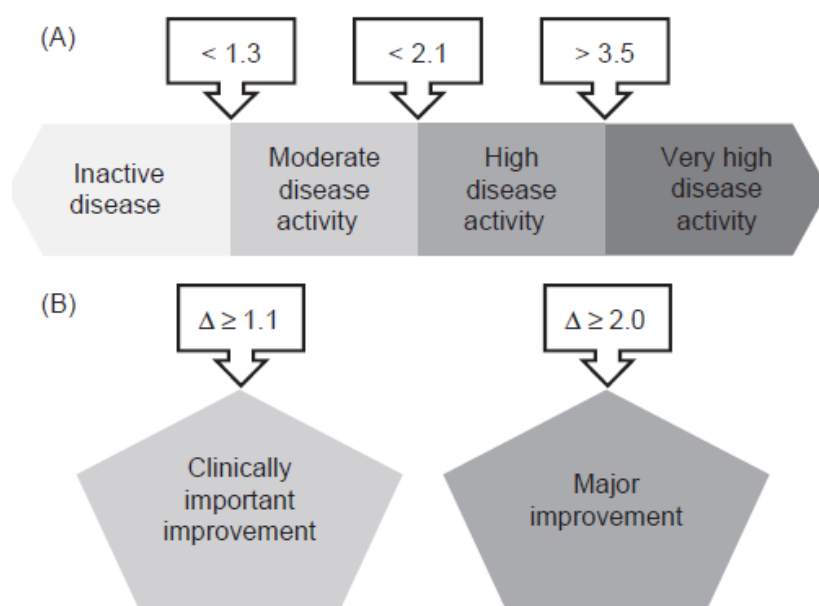 (A)
< 1.3
< 2.1
> 3.5
Inactive
disease
Moderate
disease
activity
High
disease
activity
Very high
disease
activity
(B)
Δ ≥ 1.1
Δ ≥ 2.0
Clinically
important
improvement
Major
improvement